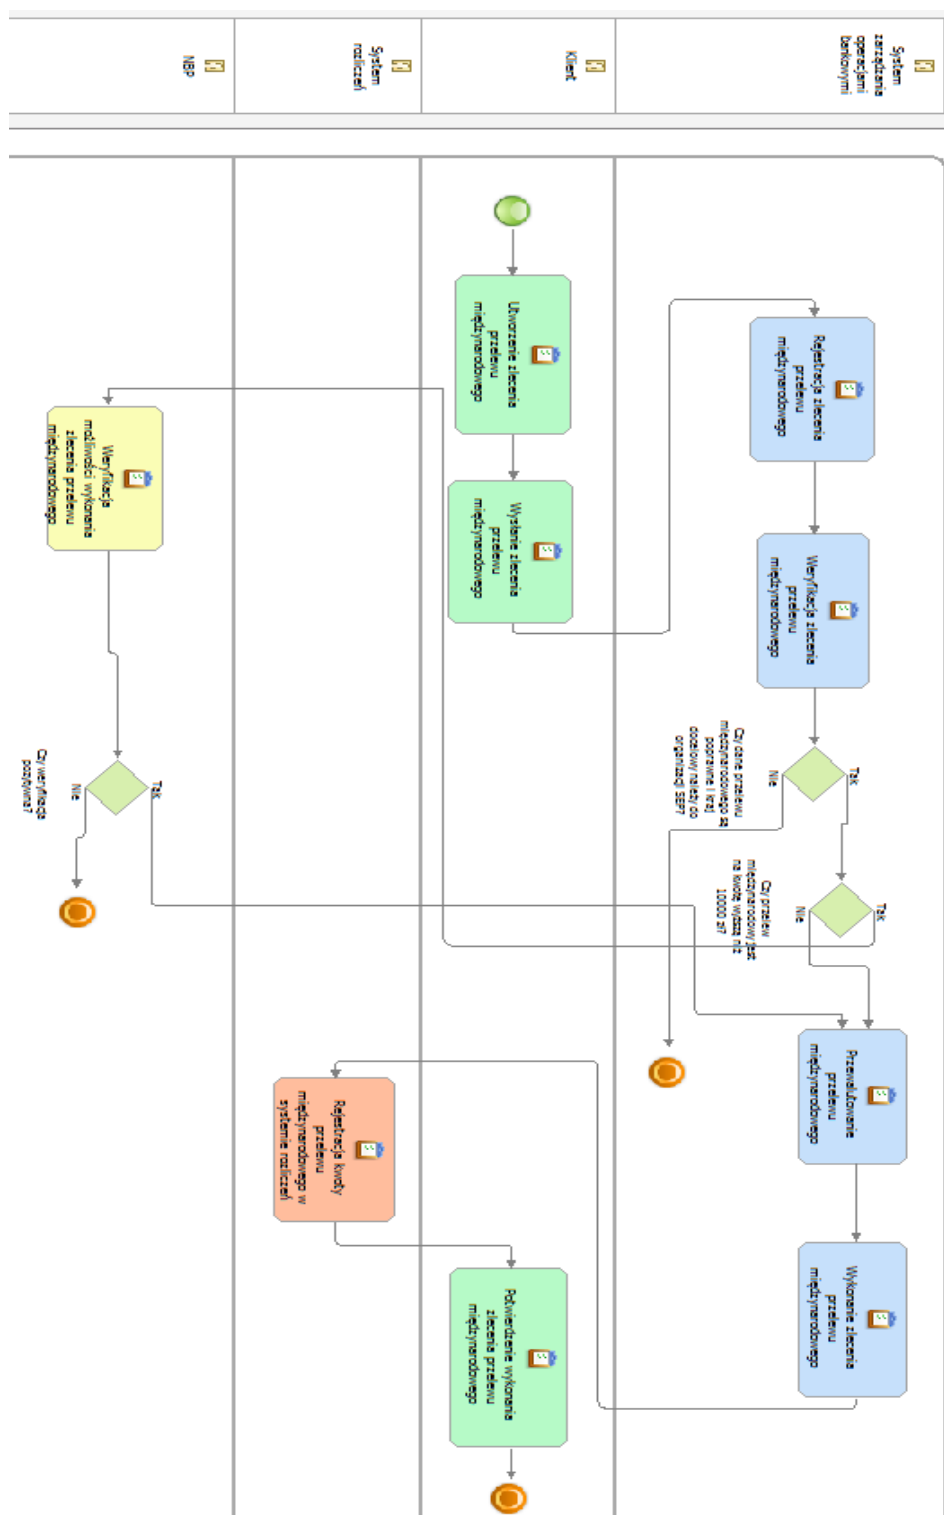 System
zarządzania
operacjami
bankowymi
Klient
System
rozliczeń
NBP
Rejestracja zlecenia
przelewu
międzynarodowego
Weryfikacja zlecenia
przelewu
międzynarodowego
Czy dane przelewu
międzynarodowego są
poprawne i kraj
docelowy należy do
organizacji SEP?
Tak
Nie
Czy przelew
międzynarodowy jest
na kwotę wyższą niż
10000 zł?
Tak
Nie
Przewalutowanie
przelewu
międzynarodowego
Wykonanie zlecenia
przelewu
międzynarodowego
Utworzenie zlecenia
przelewu
międzynarodowego
Wysłanie zlecenia
przelewu
międzynarodowego
Potwierdzenie wykonania
zlecenia przelewu
międzynarodowego
Rejestracja kwoty
przelewu
międzynarodowego w
systemie rozliczeń
Weryfikacja
możliwości wykonania
zlecenia przelewu
międzynarodowego
Tak
Nie
Czy weryfikacja
pozytywna?